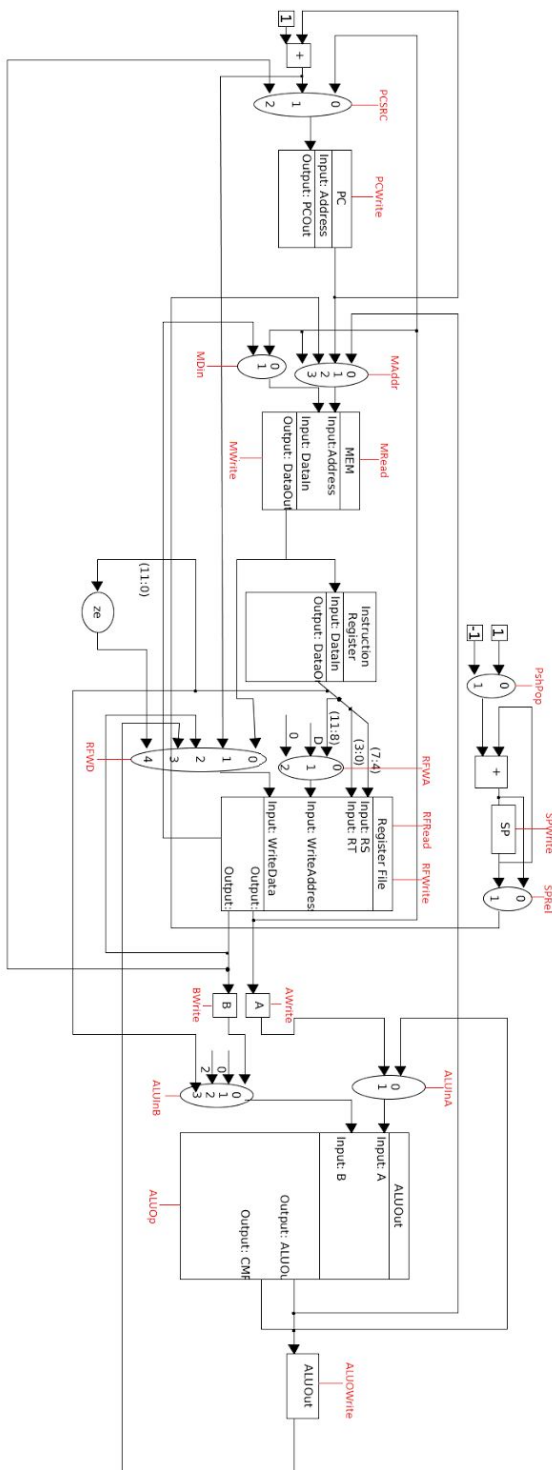 1
+
0
1
2
PCSRC
PCWrite
PC
Input: Address
Output: PCOut
MAddr
0
1
2
3
MDin
0
1
MRead
MEM
Input:Address
Input: DataIn
Output: DataOut
MWrite
Instruction
Register
Input: DataIn
Output: DataO
(11:0)
ze
1
-1
PshPop
0
1
+
SPWrite
SP
SPRel
0
1
(7:4)
(3:0)
(11:8)
D
0
RFWA
0
1
2
RFWD
0
1
2
3
4
RFRead
RFWrite
Register File
Input: RS
Input: RT
Input: WriteAddress
Input: WriteData
Output:
Output:
AWrite
A
B
BWrite
ALUInA
0
1
0
2
0
1
2
3
ALUInB
ALUOut
Input: A
Input: B
Output: ALUOu
Output: CMP
ALUOp
ALUOWrite
ALUOut